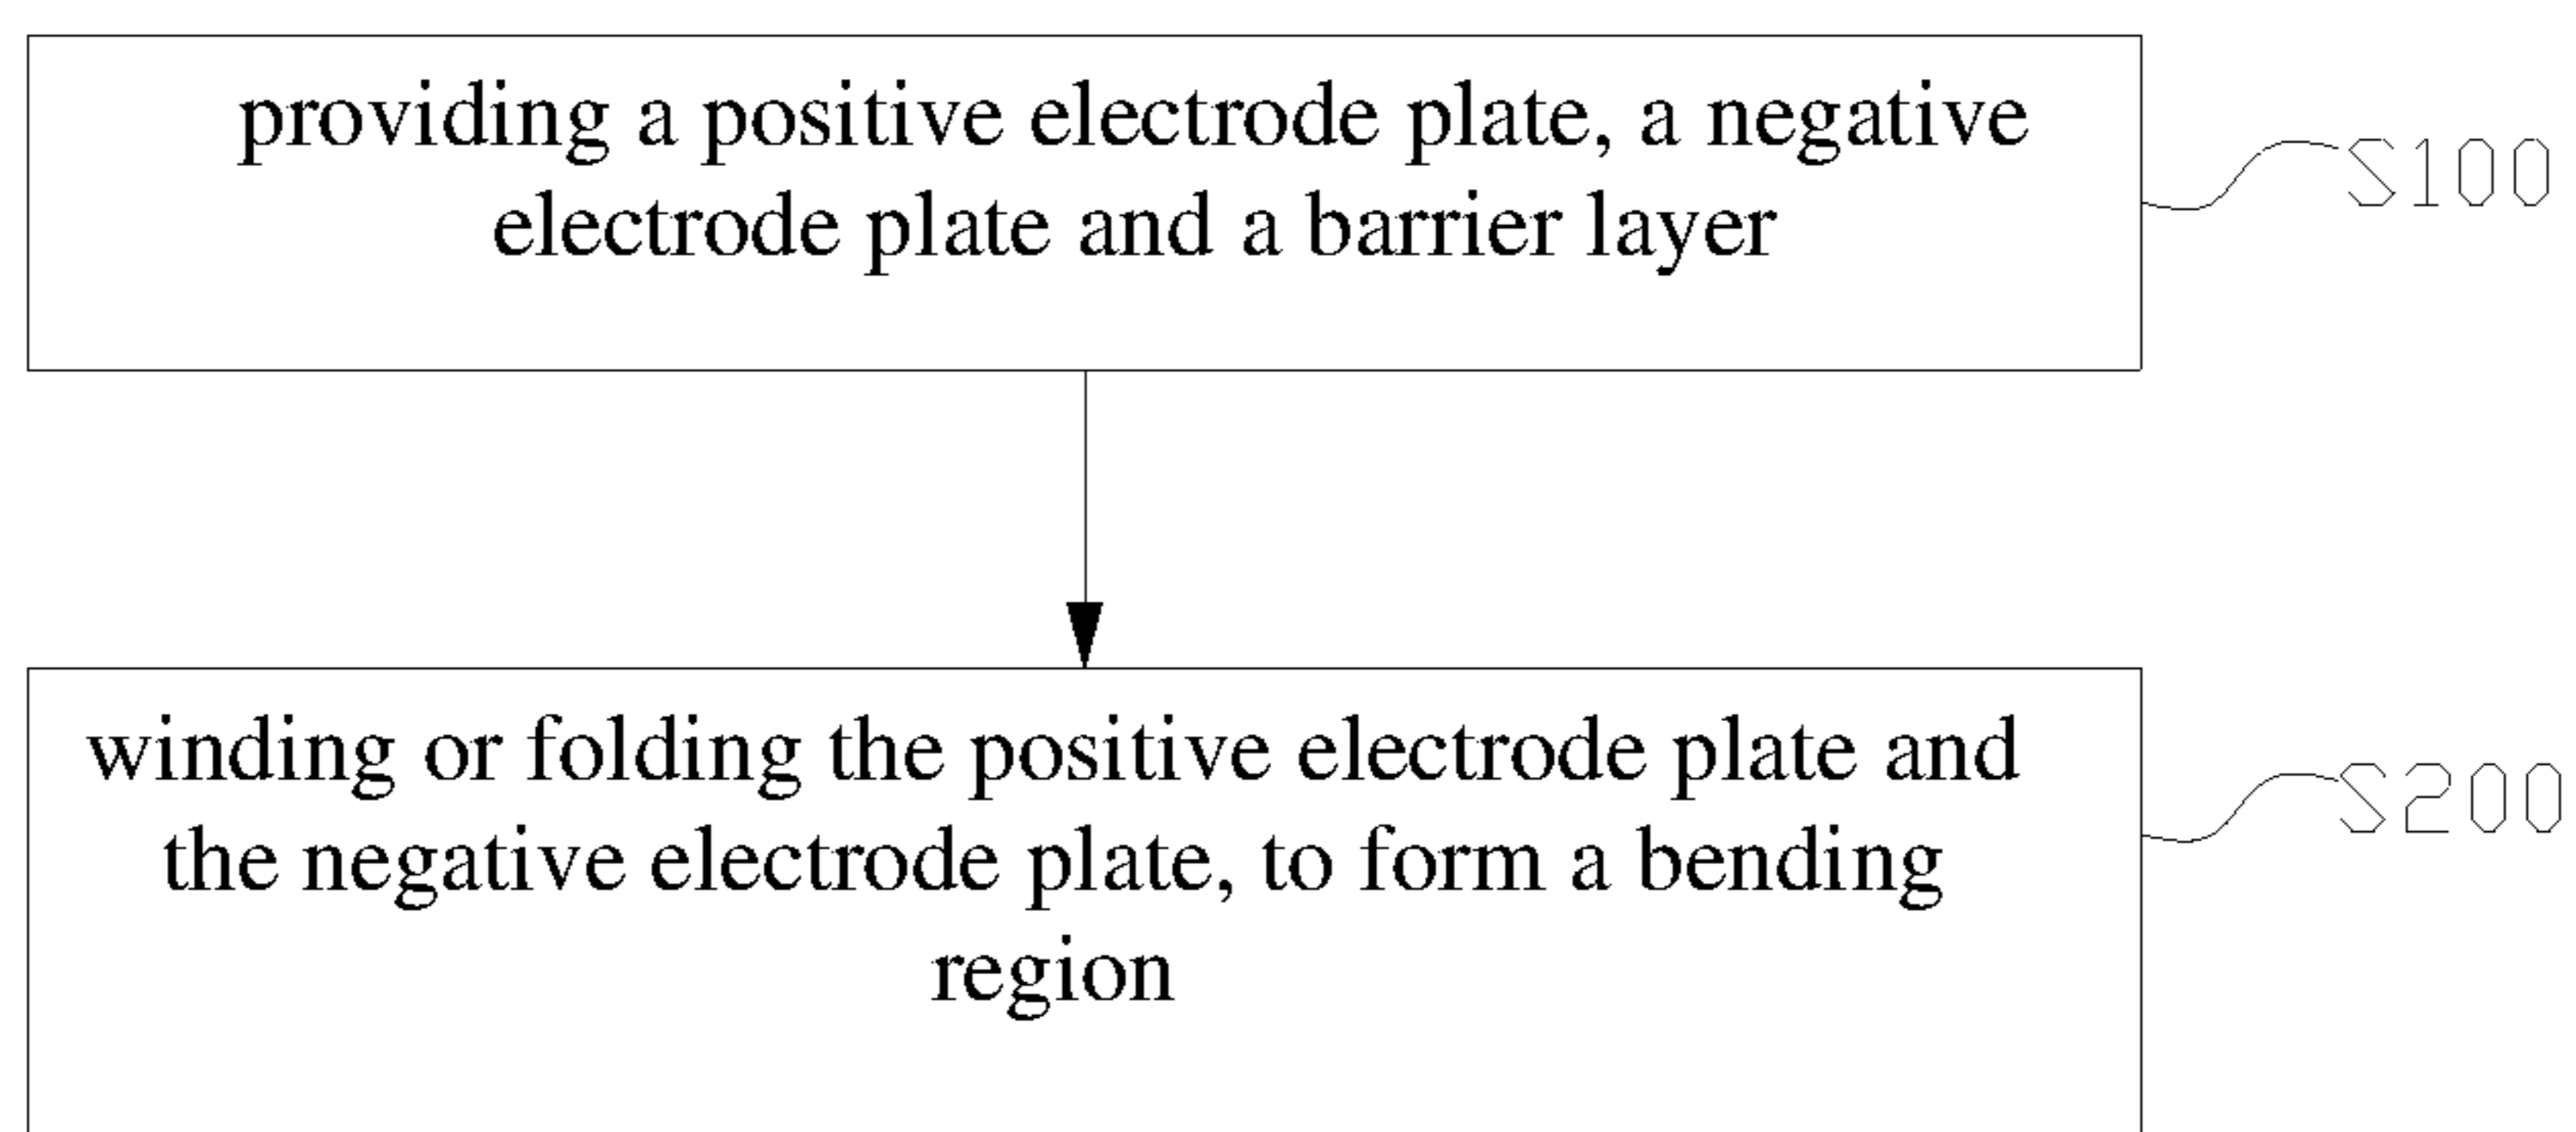 providing a positive electrode plate, a negative
electrode plate and a barrier layer
S100
winding or folding the positive electrode plate and
the negative electrode plate, to form a bending
region
S200